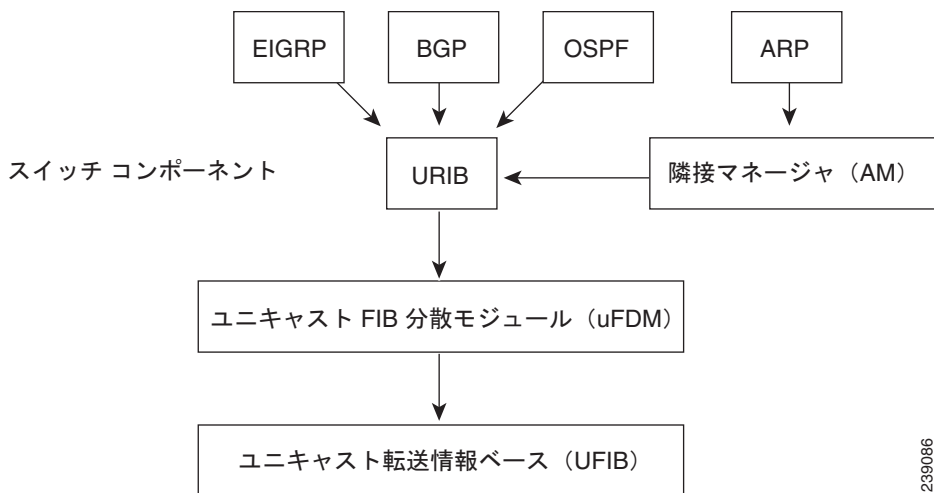 EIGRP
BGP
OSPF
ARP
スイッチ コンポーネント
URIB
隣接マネージャ（AM）
ユニキャスト FIB 分散モジュール（uFDM）
ユニキャスト転送情報ベース（UFIB）
239086